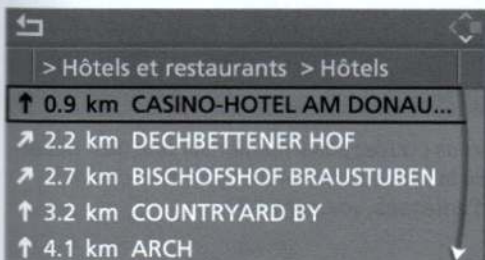 > Hôtels et restaurants > Hôtels
0.9 km CASINO-HOTEL AM DONAU...
2.2 km DECHBETTENER HOF
2.7 km BISCHOFSHOF BRAUSTUBEN
3.2 km COUNTRYARD BY
4.1 km ARCH